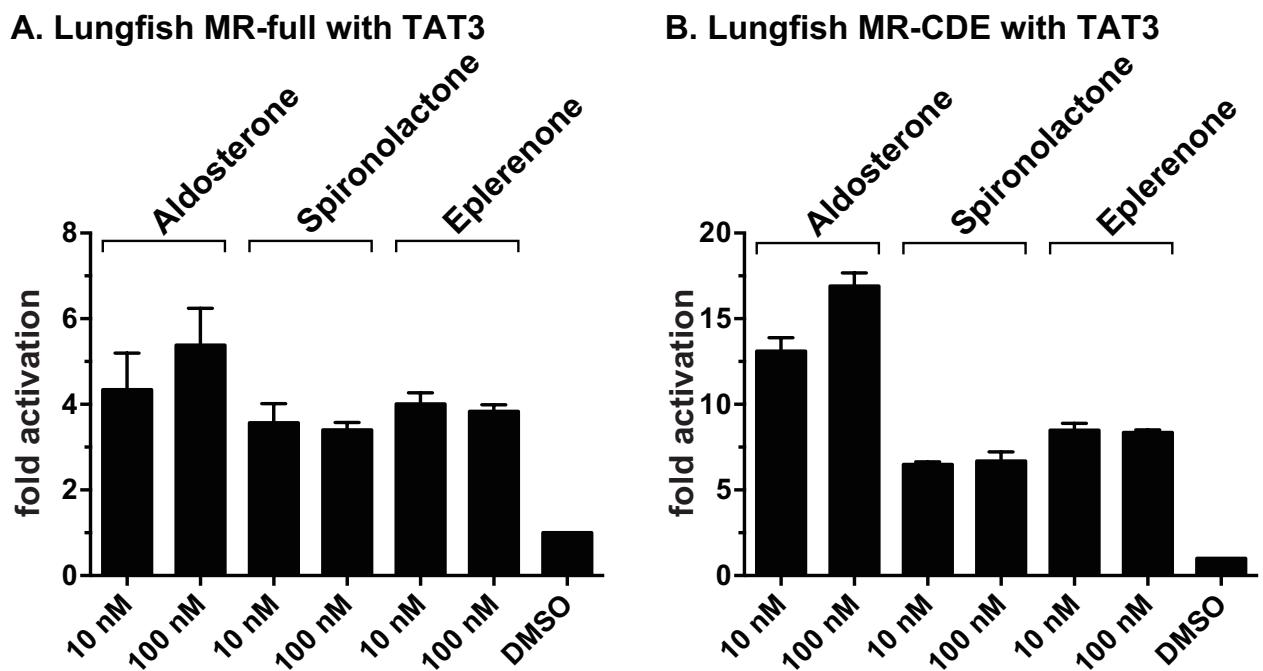 A. Lungfish MR-full with TAT3
Aldosterone
Spironolactone
Eplerenone
fold activation
8
6
4
2
0
10 nM
100 nM
10 nM
100 nM
10 nM
100 nM
DMSO
B. Lungfish MR-CDE with TAT3
Aldosterone
Spironolactone
Eplerenone
fold activation
20
15
10
5
0
10 nM
100 nM
10 nM
100 nM
10 nM
100 nM
DMSO